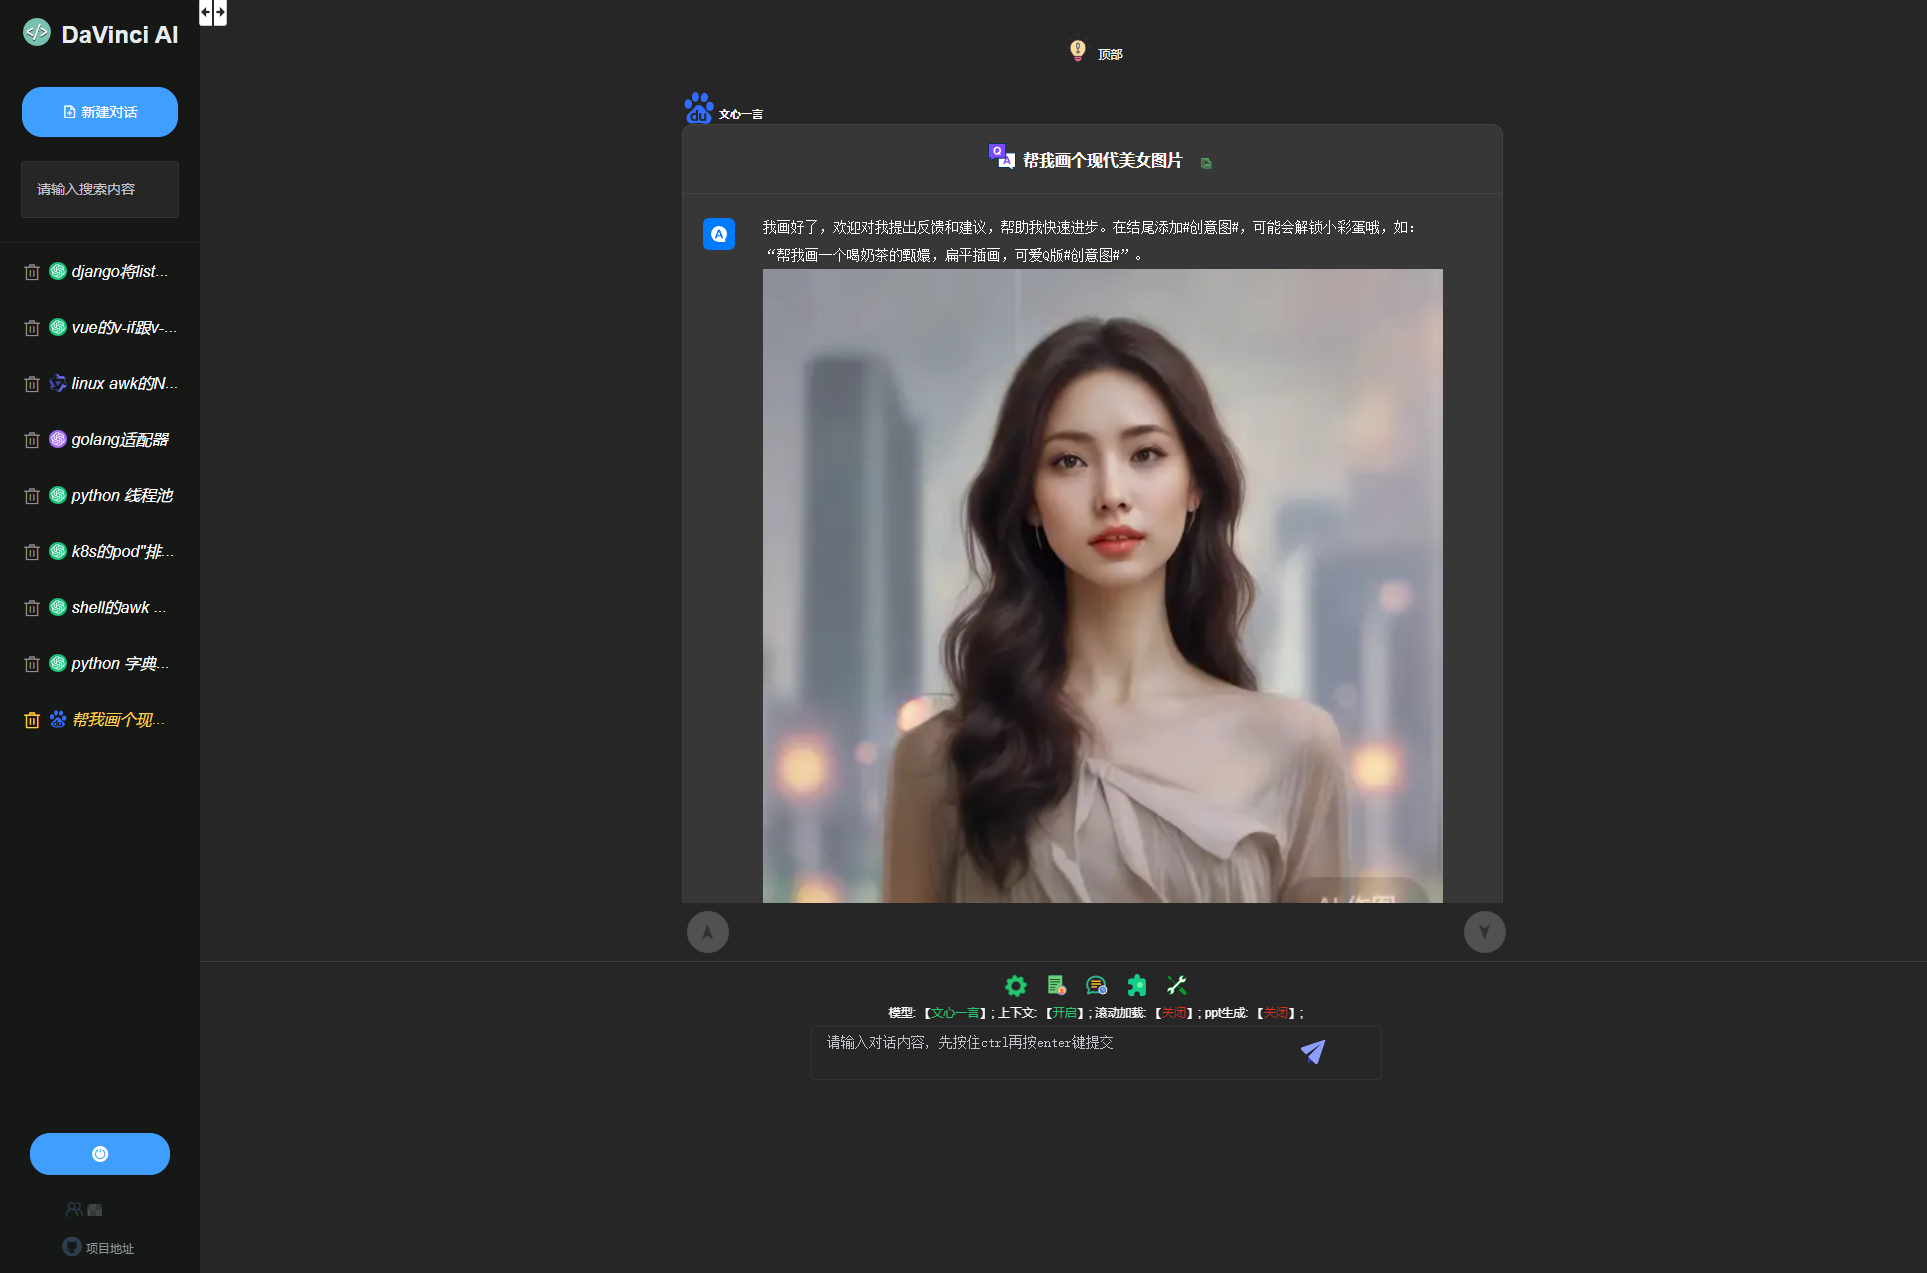 DaVinci AI
新建对话
请输入搜索内容
django将list...
vue的v-if跟v-...
linux awk的N...
golang适配器
python 线程池
k8s的pod"排...
shell的awk ...
python 字典...
帮我画个现...
项目地址
顶部
文心一言
帮我画个现代美女图片
我画好了，欢迎对我提出反馈和建议，帮助我快速进步。在结尾添加#创意图#，可能会解锁小彩蛋哦，如：
“帮我画一个喝奶茶的甄嬛，扁平插画，可爱Q版#创意图#”。
模型: 【文心一言】; 上下文: 【开启】; 滚动加载: 【关闭】; ppt生成: 【关闭】;
请输入对话内容, 先按住ctrl再按enter键提交